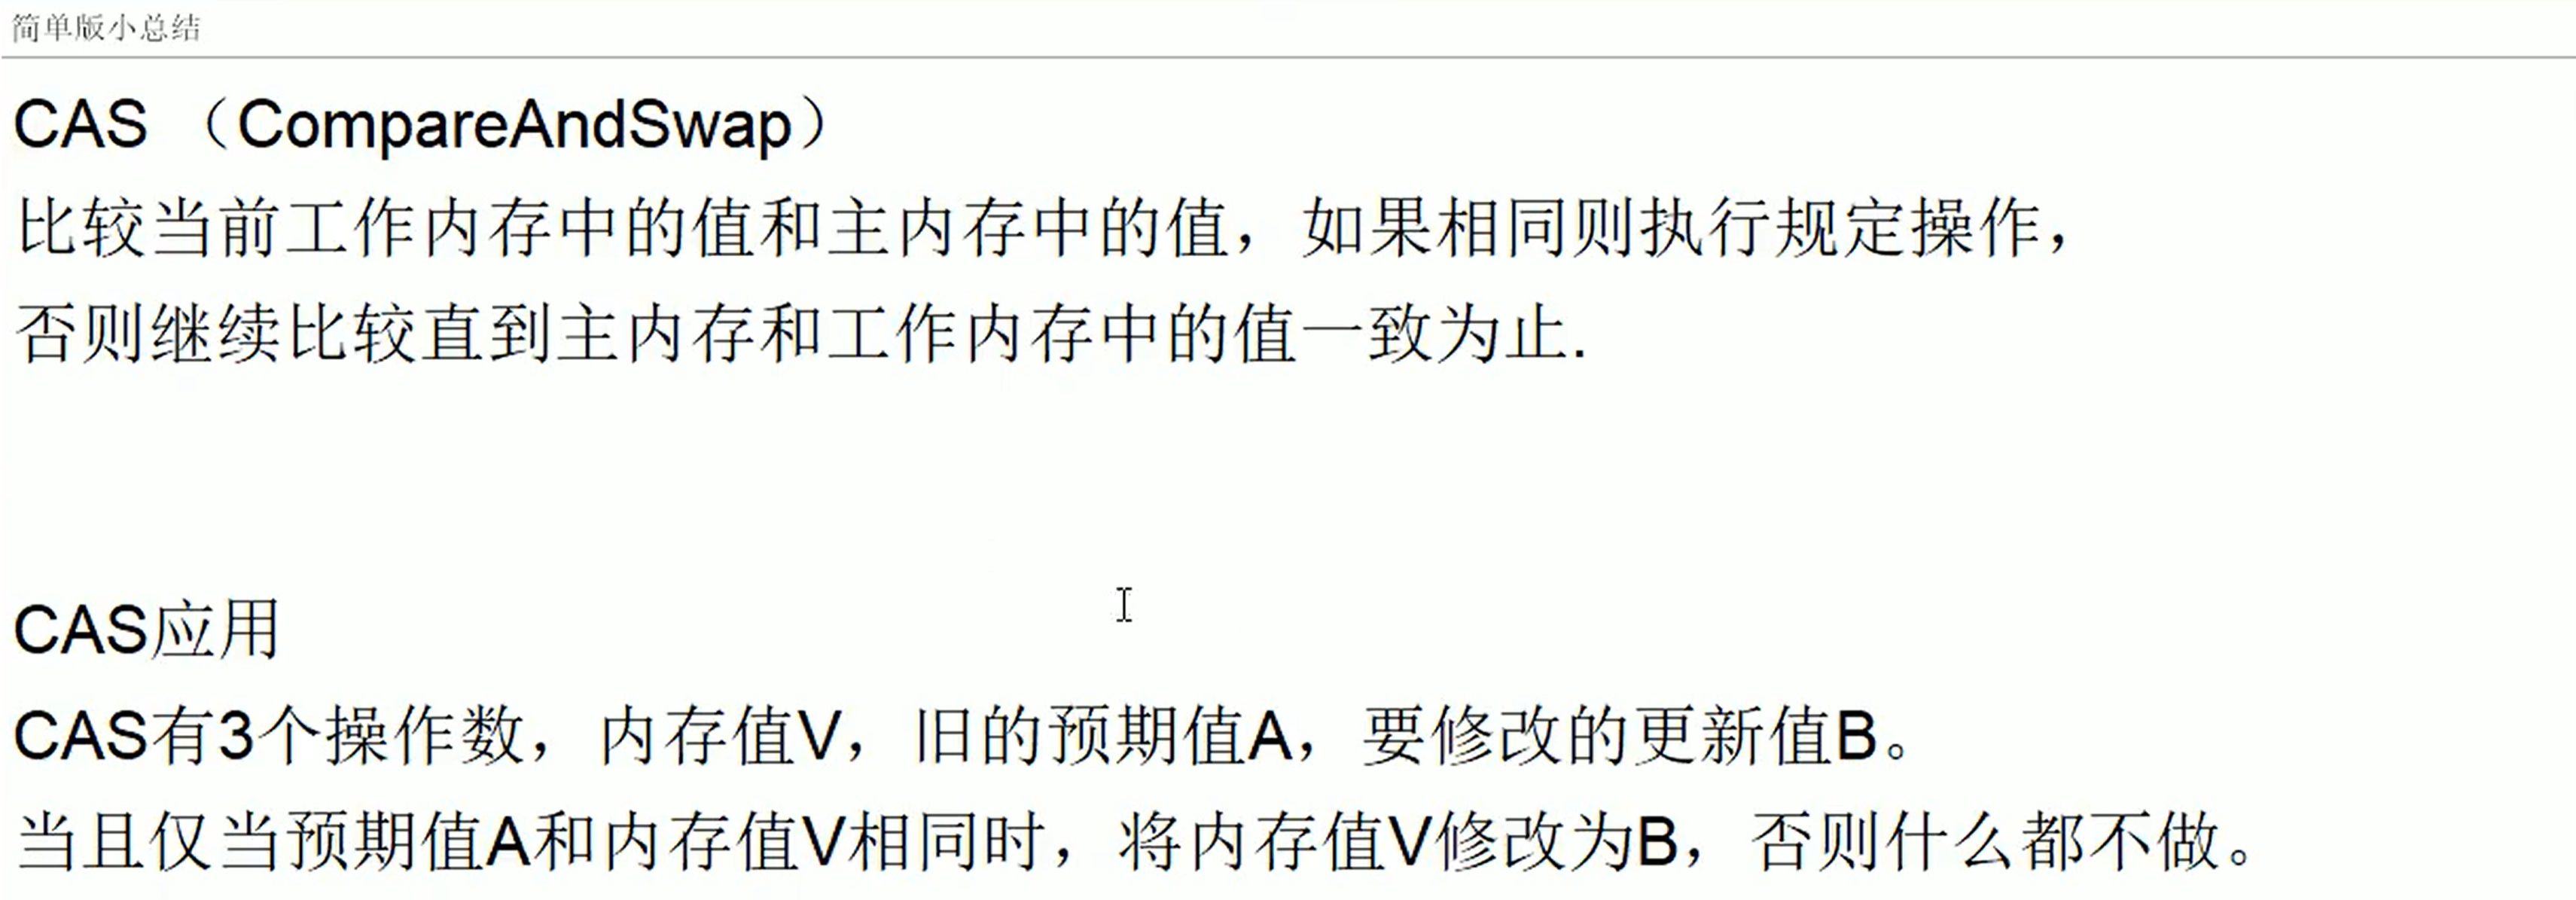 简单版小总结
CAS （CompareAndSwap）
比较当前工作内存中的值和主内存中的值，如果相同则执行规定操作，
否则继续比较直到主内存和工作内存中的值一致为止.
CAS应用
CAS有3个操作数，内存值V，旧的预期值A，要修改的更新值B。
当且仅当预期值A和内存值V相同时，将内存值V修改为B，否则什么都不做。